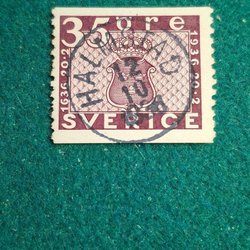 35 ÖRE
1636 20·2
1936 20·2
HALMSTAD
12
10
SVERIGE